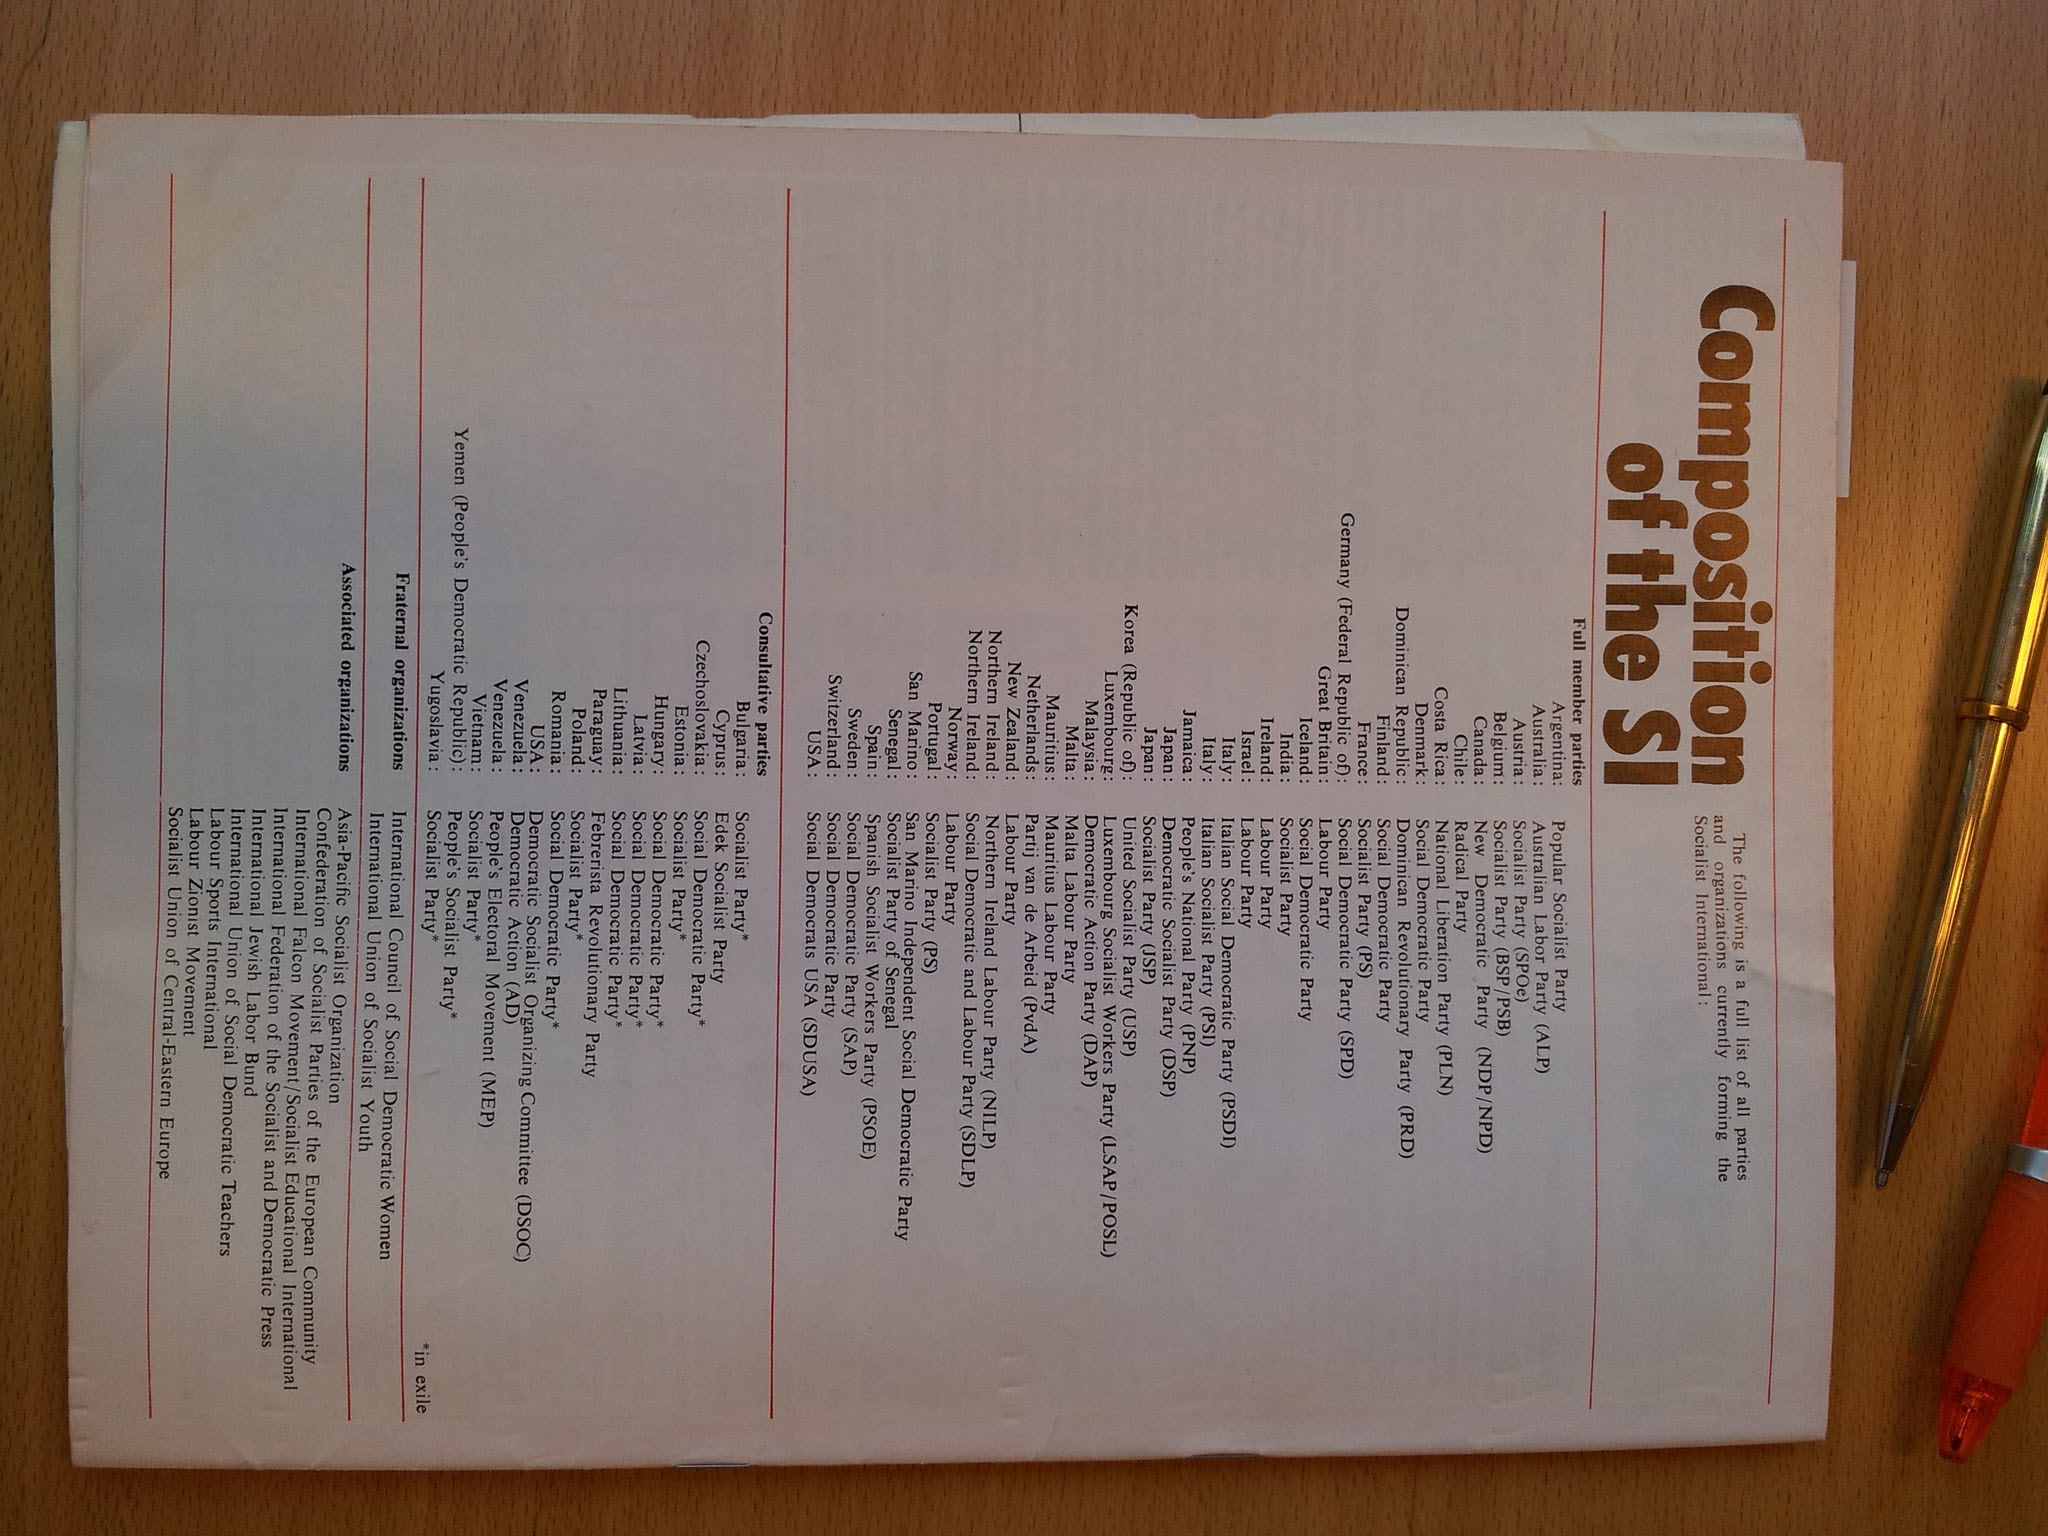 Composition
of the SI
The following is a full list of all parties
and organizations currently forming the
Socialist International:
Full member parties
Argentina: Popular Socialist Party
Australia: Australian Labor Party (ALP)
Austria: Socialist Party (SPOe)
Belgium: Socialist Party (BSP/PSB)
Canada: New Democratic Party (NDP/NPD)
Chile: Radical Party
Costa Rica: National Liberation Party (PLN)
Denmark: Social Democratic Party
Dominican Republic: Dominican Revolutionary Party (PRD)
Finland: Social Democratic Party
France: Socialist Party (PS)
Germany (Federal Republic of): Social Democratic Party (SPD)
Great Britain: Labour Party
Iceland: Social Democratic Party
India: Socialist Party
Ireland: Labour Party
Israel: Labour Party
Italy: Italian Social Democratic Party (PSDI)
Italy: Italian Socialist Party (PSI)
Jamaica: People's National Party (PNP)
Japan: Democratic Socialist Party (DSP)
Japan: Socialist Party (JSP)
Korea (Republic of): United Socialist Party (USP)
Luxembourg: Luxembourg Socialist Workers Party (LSAP/POSL)
Malaysia: Democratic Action Party (DAP)
Malta: Malta Labour Party
Mauritius: Mauritius Labour Party
Netherlands: Partij van de Arbeid (PvdA)
New Zealand: Labour Party
Northern Ireland: Northern Ireland Labour Party (NILP)
Northern Ireland: Social Democratic and Labour Party (SDLP)
Norway: Labour Party
Portugal: Socialist Party (PS)
San Marino: San Marino Independent Social Democratic Party
Senegal: Socialist Party of Senegal
Spain: Spanish Socialist Workers Party (PSOE)
Sweden: Social Democratic Party (SAP)
Switzerland: Social Democratic Party
USA: Social Democrats USA (SDUSA)
Consultative parties
Bulgaria: Socialist Party*
Cyprus: Edek Socialist Party
Czechoslovakia: Social Democratic Party*
Estonia: Socialist Party*
Hungary: Social Democratic Party*
Latvia: Social Democratic Party*
Lithuania: Social Democratic Party*
Paraguay: Febrerista Revolutionary Party
Poland: Socialist Party*
Romania: Social Democratic Party*
USA: Democratic Socialist Organizing Committee (DSOC)
Venezuela: Democratic Action (AD)
Venezuela: People's Electoral Movement (MEP)
Vietnam: Socialist Party*
Yemen (People's Democratic Republic): People's Socialist Party*
Yugoslavia: Socialist Party*
*in exile
Fraternal organizations
International Council of Social Democratic Women
International Union of Socialist Youth
Associated organizations
Asia-Pacific Socialist Organization
Confederation of Socialist Parties of the European Community
International Falcon Movement/Socialist Educational International
International Federation of the Socialist and Democratic Press
International Jewish Labor Bund
International Union of Social Democratic Teachers
Labour Sports International
Labour Zionist Movement
Socialist Union of Central-Eastern Europe